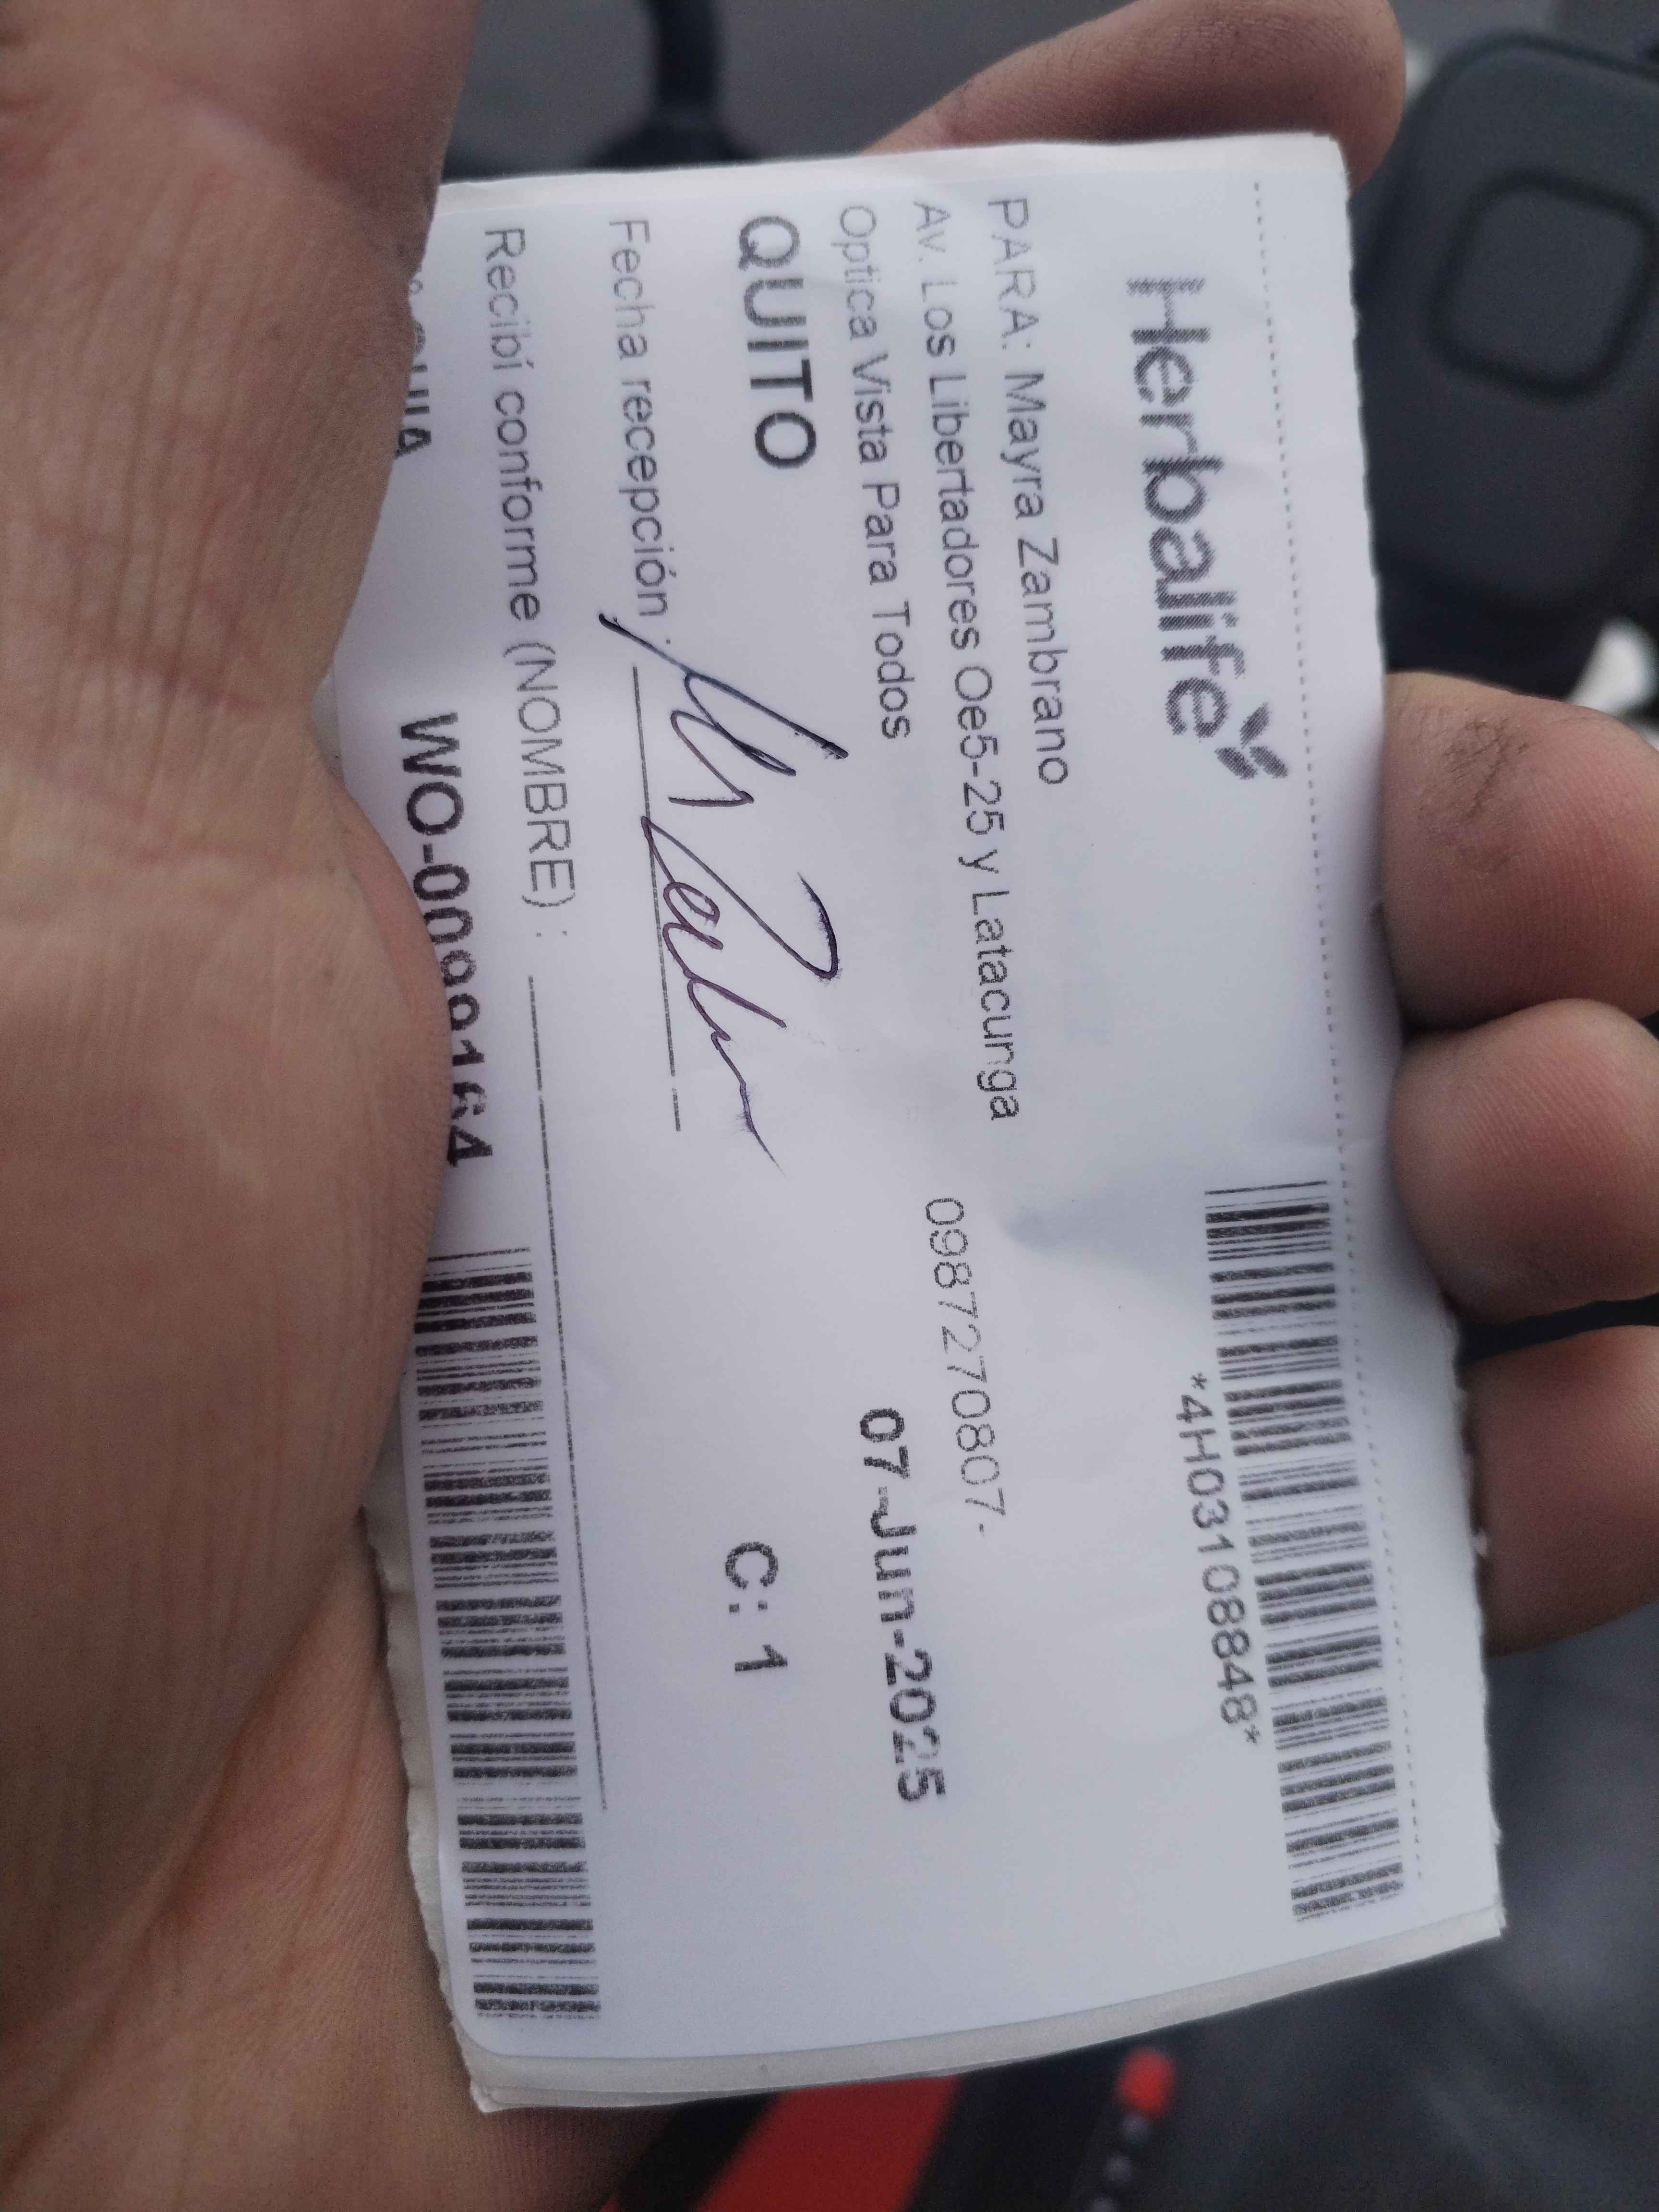 Herbalife
*4H03108848*
PARA: Mayra Zambrano
Av. Los Libertadores Oe5-25 y Latacunga
0987270807-
Optica Vista Para Todos
07-Jun-2025
QUITO
C: 1
Fecha recepción :
Recibí conforme (NOMBRE) :